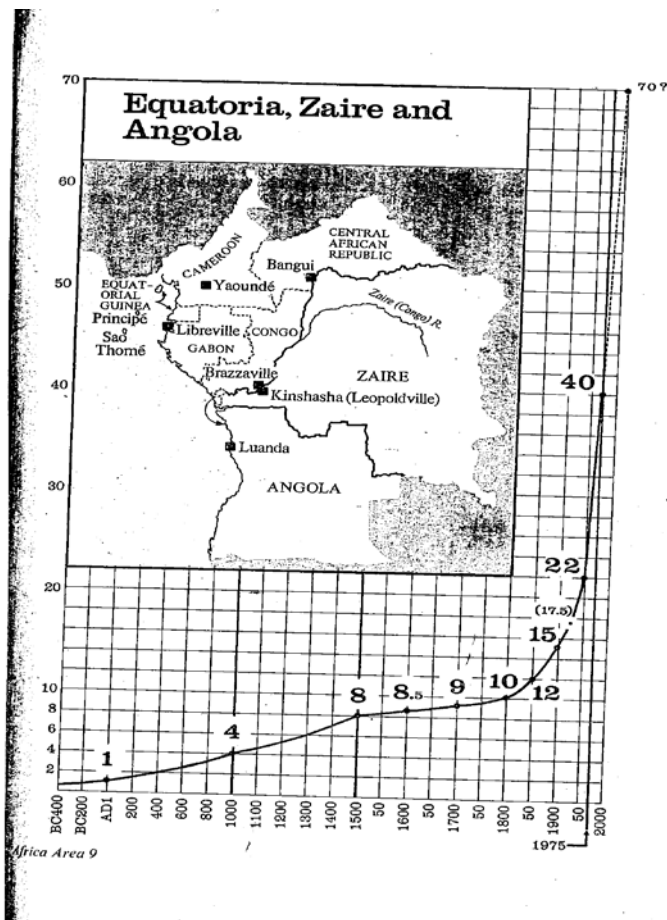 70
70?
Equatoria, Zaire and
Angola
60
CENTRAL
AFRICAN
REPUBLIC
CAMEROON
Bangui
50
EQUAT-
ORIAL
GUINEA
Yaoundé
Principé
Zaire (Congo) R.
Libreville
CONGO
Sao
Thomé
GABON
Brazzaville
ZAIRE
40
40
Kinshasha (Leopoldville)
Luanda
30
ANGOLA
20
22
(17.5)
15
10
8
8.5
9
10
12
8
6
4
4
2
1
BC400
BC200
AD1
200
400
600
800
1000
1100
1200
1300
1400
1500
50
1600
50
1700
50
1800
50
1900
50
2000
1975
Africa Area 9